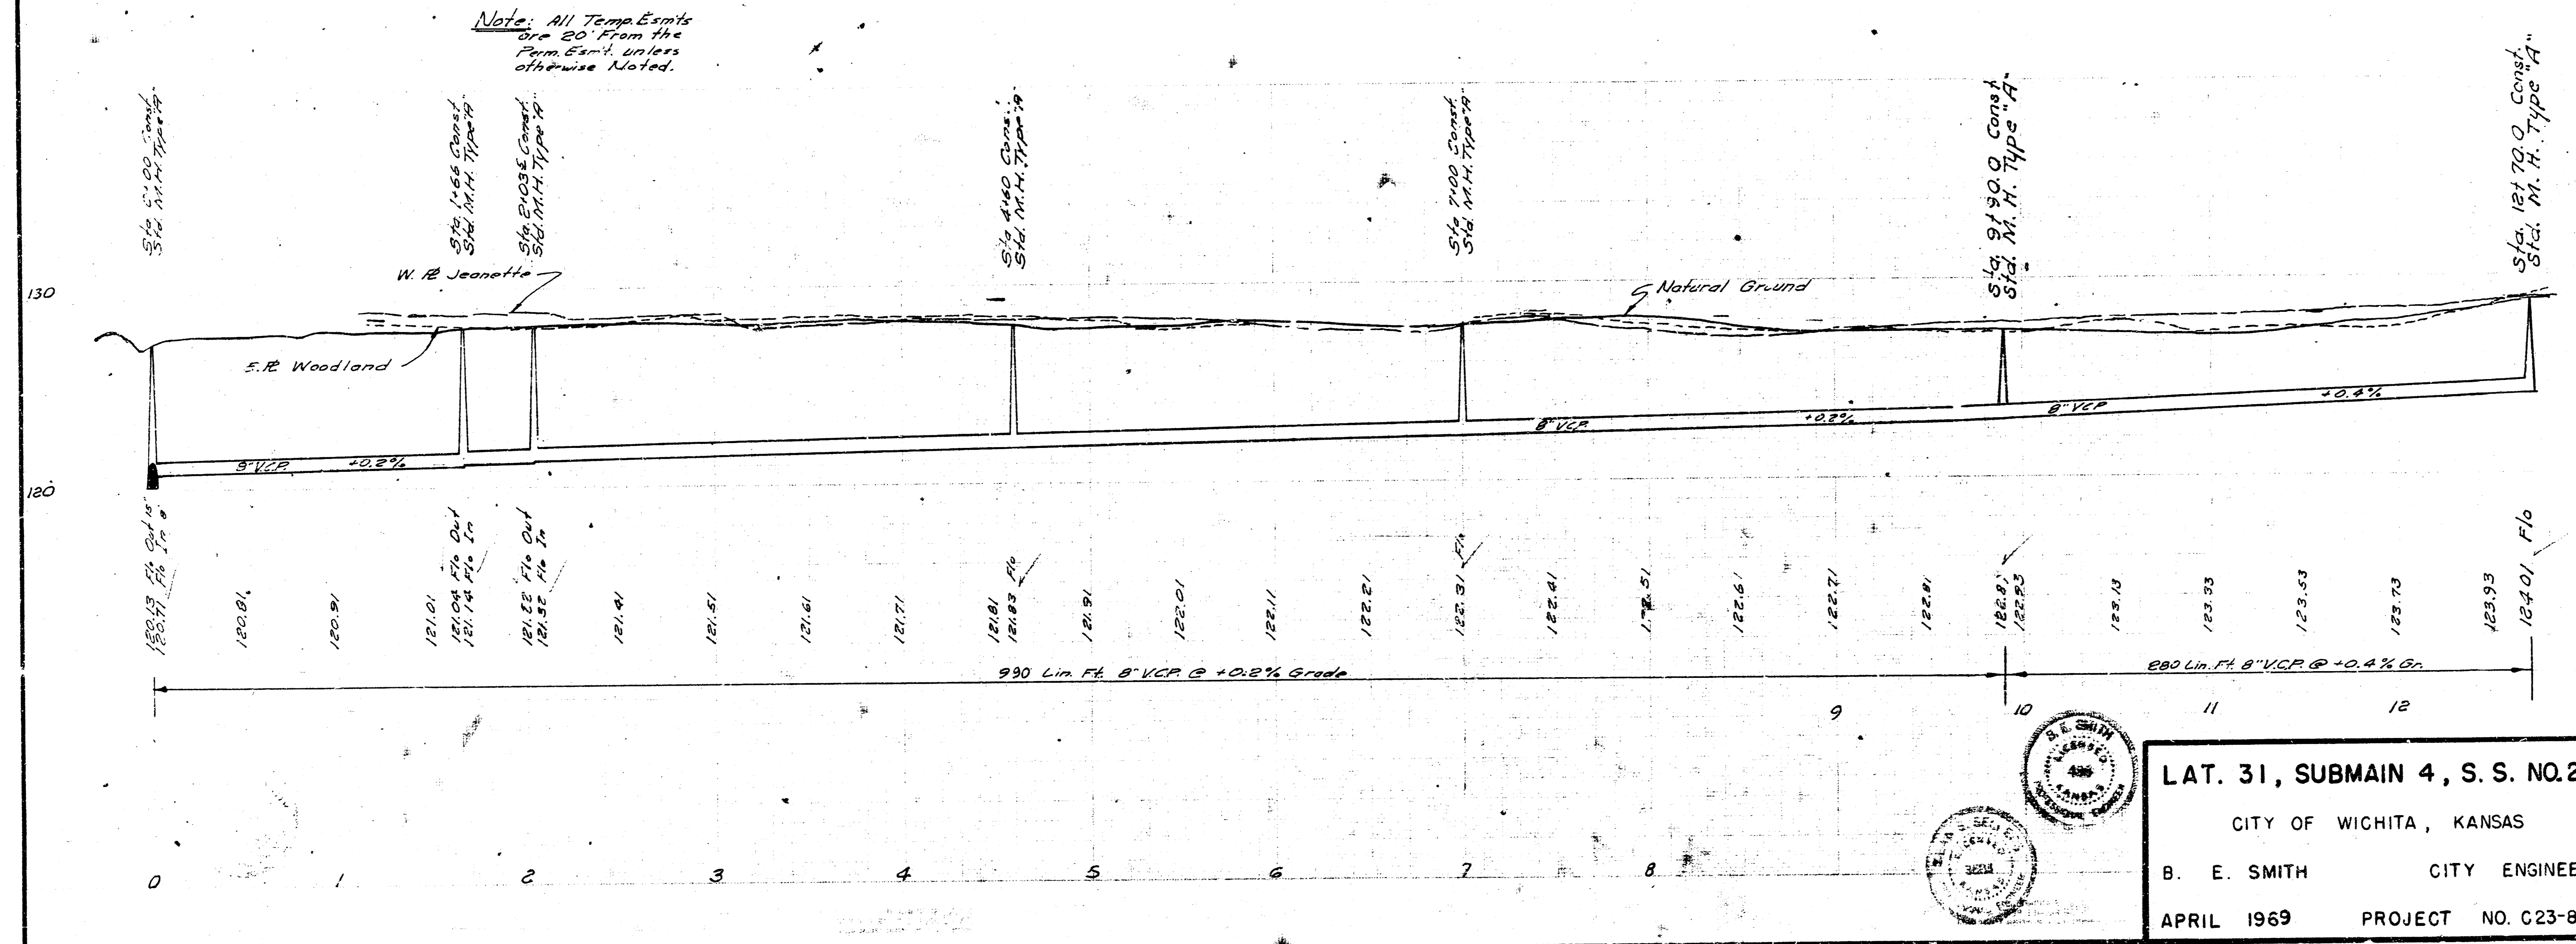 Note: All Temp. Esm'ts
are 20' From the
Perm. Esm't. unless
otherwise Noted.
Sta 0+00 Const
Std. M.H. Type "A"
Sta. 1+66 Const
Std. M.H. Type "A"
Sta. 2+03± Const.
Std. M.H. Type "A"
Sta 4+60 Const.
Std. M.H. Type "A"
Sta 7+00 Const.
Std. M.H. Type "A"
Sta. 9+90.0 Const
Std. M. H. Type "A"
Sta. 12+70.0 Const.
Std. M. H. Type "A"
W. ⅊ Jeanette
130
Natural Ground
E. ⅊ Woodland
8" V.C.P. +0.2%
8" V.C.P. +0.2%
8" VCP +0.4%
120
120.13 Flo Out 15"
120.77 Flo In 8"
120.81
120.91
121.01
121.04 Flo Out
121.14 Flo In
121.22 Flo Out
121.32 Flo In
121.41
121.51
121.61
121.71
121.81
121.83 Flo
121.91
122.01
122.11
122.21
122.31 Flo
122.41
122.51
122.61
122.71
122.81
122.89
122.93
123.13
123.33
123.53
123.73
123.93
124.01 Flo
990 Lin. Ft. 8" V.C.P. @ +0.2% Grade
280 Lin. Ft. 8" V.C.P. @ +0.4% Gr.
9 10 11 12
0 1 2 3 4 5 6 7 8
LICENSED
KANSAS
LAT. 31, SUBMAIN 4, S. S. NO. 2
CITY OF WICHITA, KANSAS
B. E. SMITH CITY ENGINEE
APRIL 1969 PROJECT NO. C23-8